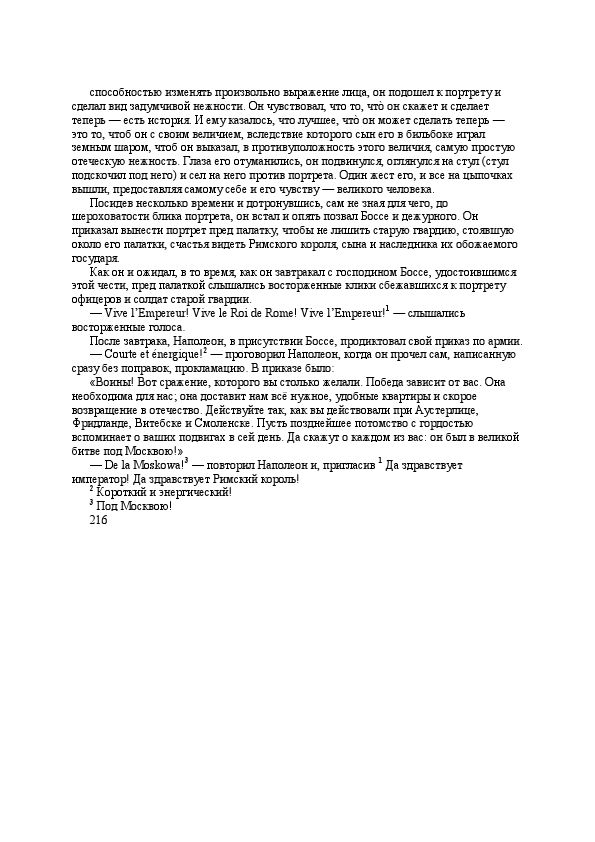 способностью изменять произвольно выражение лица, он подошел к портрету и
сделал вид задумчивой нежности. Он чувствовал, что то, что̀ он скажет и сделает
теперь — есть история. И ему казалось, что лучшее, что̀ он может сделать теперь —
это то, чтоб он с своим величием, вследствие которого сын его в бильбоке играл
земным шаром, чтоб он выказал, в противуположность этого величия, самую простую
отеческую нежность. Глаза его отуманились, он подвинулся, оглянулся на стул (стул
подскочил под него) и сел на него против портрета. Один жест его, и все на цыпочках
вышли, предоставляя самому себе и его чувству — великого человека.
Посидев несколько времени и дотронувшись, сам не зная для чего, до
шероховатости блика портрета, он встал и опять позвал Боссе и дежурного. Он
приказал вынести портрет пред палатку, чтобы не лишить старую гвардию, стоявшую
около его палатки, счастья видеть Римского короля, сына и наследника их обожаемого
государя.
Как он и ожидал, в то время, как он завтракал с господином Боссе, удостоившимся
этой чести, пред палаткой слышались восторженные клики сбежавшихся к портрету
офицеров и солдат старой гвардии.
— Vive l’Empereur! Vive le Roi de Rome! Vive l’Empereur!1 — слышались
восторженные голоса.
После завтрака, Наполеон, в присутствии Боссе, продиктовал свой приказ по армии.
— Courte et énergique!2 — проговорил Наполеон, когда он прочел сам, написанную
сразу без поправок, прокламацию. В приказе было:
«Воины! Вот сражение, которого вы столько желали. Победа зависит от вас. Она
необходима для нас; она доставит нам всё нужное, удобные квартиры и скорое
возвращение в отечество. Действуйте так, как вы действовали при Аустерлице,
Фридланде, Витебске и Смоленске. Пусть позднейшее потомство с гордостью
вспоминает о ваших подвигах в сей день. Да скажут о каждом из вас: он был в великой
битве под Москвою!»
— De la Moskowa!3 — повторил Наполеон и, пригласив 1 Да здравствует
император! Да здравствует Римский король!
2 Короткий и энергический!
3 Под Москвою!
216